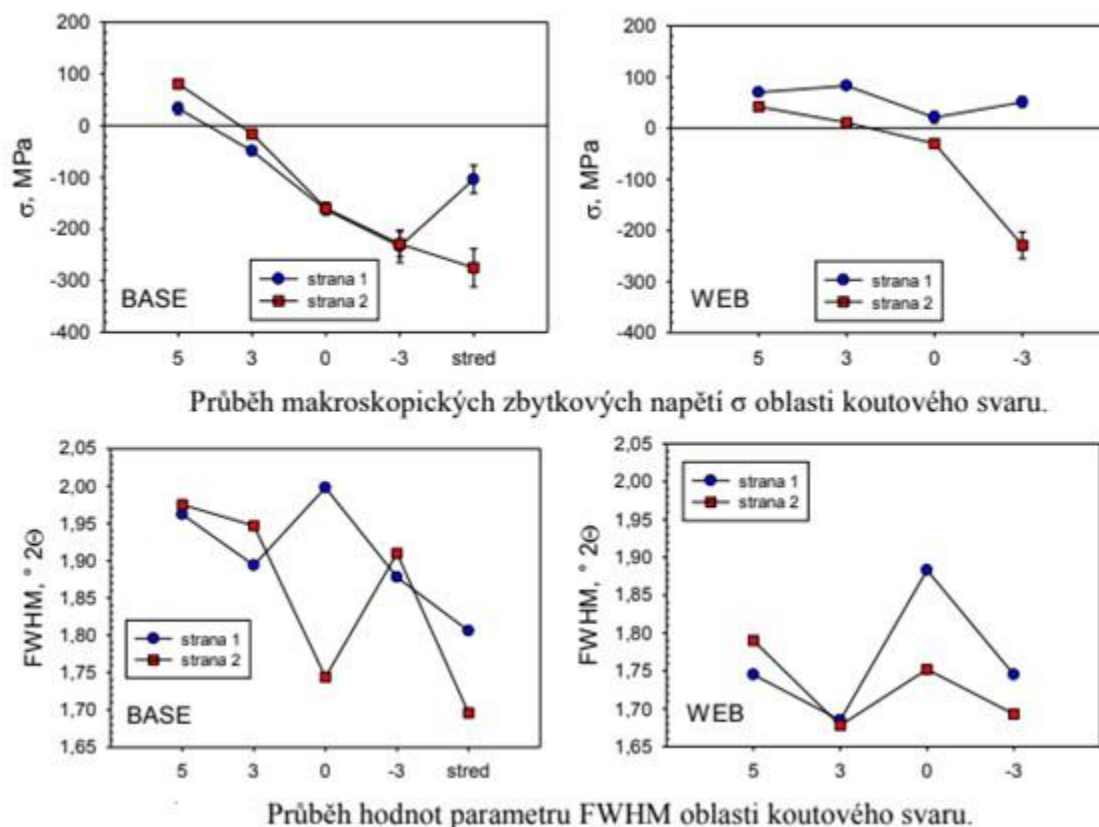 200
100
0
-100
-200
-300
-400
σ, MPa
BASE
strana 1
strana 2
5 3 0 -3 stred
200
100
0
-100
-200
-300
-400
σ, MPa
WEB
strana 1
strana 2
5 3 0 -3
Průběh makroskopických zbytkových napětí σ oblasti koutového svaru.
2,05
2,00
1,95
1,90
1,85
1,80
1,75
1,70
1,65
FWHM, ° 2Θ
strana 1
strana 2
BASE
5 3 0 -3 stred
2,05
2,00
1,95
1,90
1,85
1,80
1,75
1,70
1,65
FWHM, ° 2Θ
strana 1
strana 2
WEB
5 3 0 -3
Průběh hodnot parametru FWHM oblasti koutového svaru.